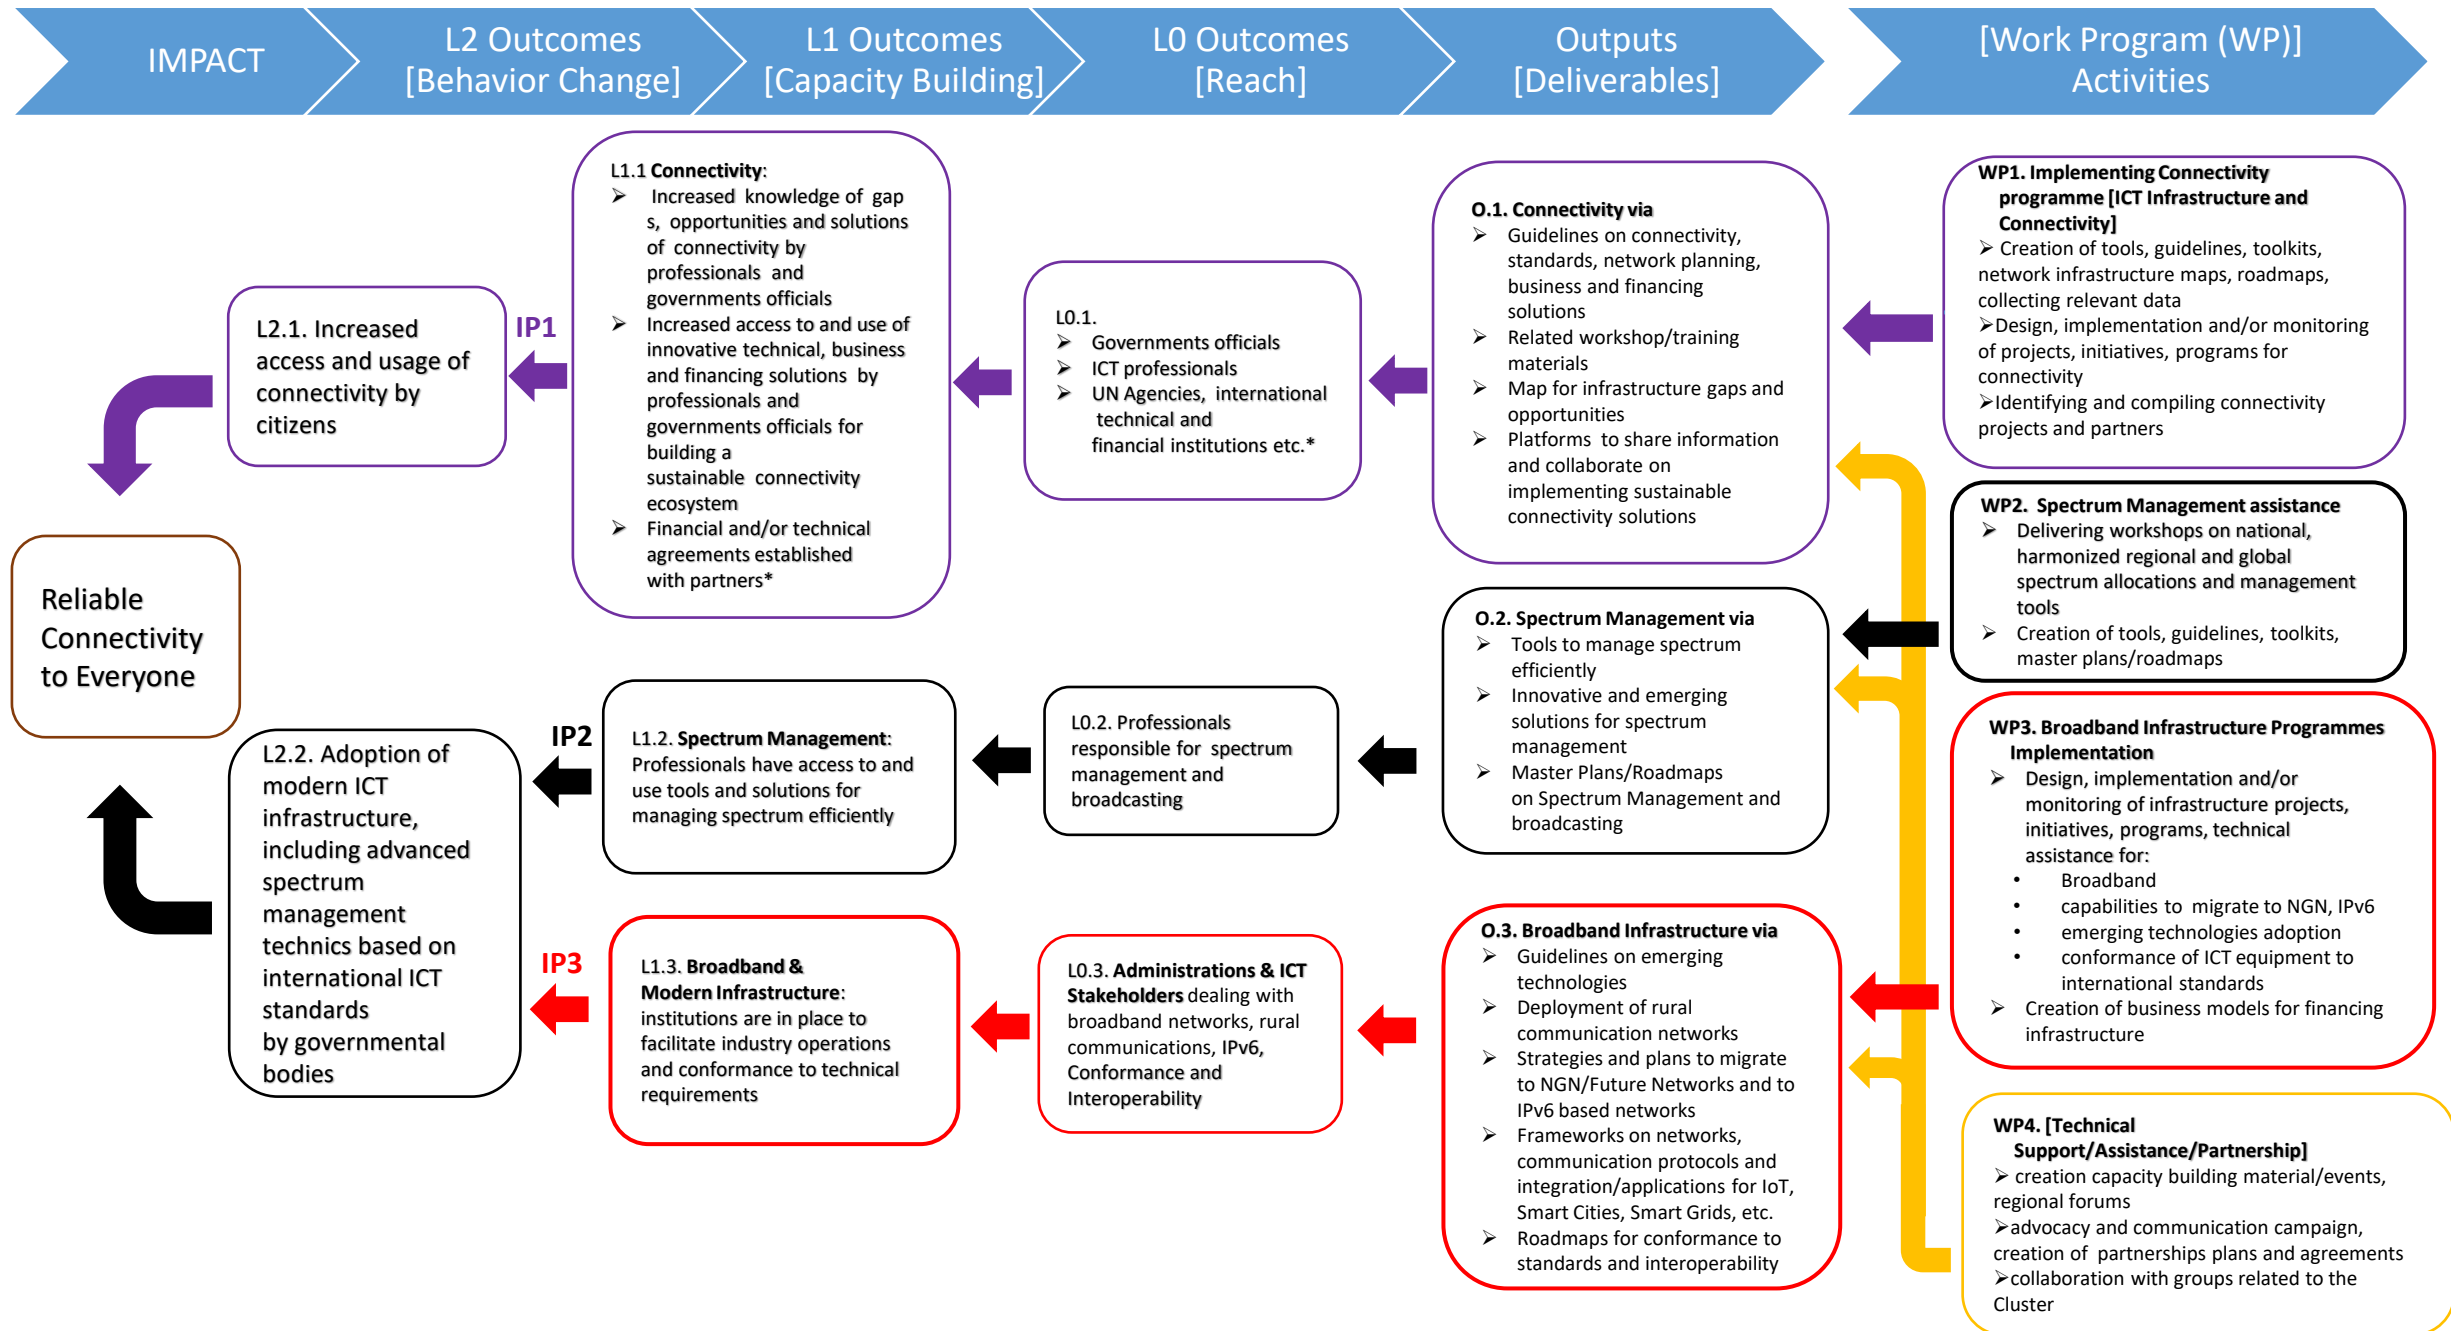 IMPACT
L2 Outcomes
[Behavior Change]
L1 Outcomes
[Capacity Building]
L0 Outcomes
[Reach]
Outputs
[Deliverables]
[Work Program (WP)]
Activities
Reliable
Connectivity
to Everyone
L2.1. Increased
access and usage of
connectivity by
citizens
L2.2. Adoption of
modern ICT
infrastructure,
including advanced
spectrum
management
technics based on
international ICT
standards
by governmental
bodies
IP1
IP2
IP3
L1.1 Connectivity:
➢ Increased knowledge of gap
s, opportunities and solutions
of connectivity by
professionals and
governments officials
➢ Increased access to and use of
innovative technical, business
and financing solutions by
professionals and
governments officials for
building a
sustainable connectivity
ecosystem
➢ Financial and/or technical
agreements established
with partners*
L1.2. Spectrum Management:
Professionals have access to and
use tools and solutions for
managing spectrum efficiently
L1.3. Broadband &
Modern Infrastructure:
institutions are in place to
facilitate industry operations
and conformance to technical
requirements
L0.1.
➢ Governments officials
➢ ICT professionals
➢ UN Agencies, international
technical and
financial institutions etc.*
L0.2. Professionals
responsible for spectrum
management and
broadcasting
L0.3. Administrations & ICT
Stakeholders dealing with
broadband networks, rural
communications, IPv6,
Conformance and
Interoperability
O.1. Connectivity via
➢ Guidelines on connectivity,
standards, network planning,
business and financing
solutions
➢ Related workshop/training
materials
➢ Map for infrastructure gaps and
opportunities
➢ Platforms to share information
and collaborate on
implementing sustainable
connectivity solutions
O.2. Spectrum Management via
➢ Tools to manage spectrum
efficiently
➢ Innovative and emerging
solutions for spectrum
management
➢ Master Plans/Roadmaps
on Spectrum Management and
broadcasting
O.3. Broadband Infrastructure via
➢ Guidelines on emerging
technologies
➢ Deployment of rural
communication networks
➢ Strategies and plans to migrate
to NGN/Future Networks and to
IPv6 based networks
➢ Frameworks on networks,
communication protocols and
integration/applications for IoT,
Smart Cities, Smart Grids, etc.
➢ Roadmaps for conformance to
standards and interoperability
WP1. Implementing Connectivity
programme [ICT Infrastructure and
Connectivity]
➢ Creation of tools, guidelines, toolkits,
network infrastructure maps, roadmaps,
collecting relevant data
➢Design, implementation and/or monitoring
of projects, initiatives, programs for
connectivity
➢Identifying and compiling connectivity
projects and partners
WP2. Spectrum Management assistance
➢ Delivering workshops on national,
harmonized regional and global
spectrum allocations and management
tools
➢ Creation of tools, guidelines, toolkits,
master plans/roadmaps
WP3. Broadband Infrastructure Programmes
Implementation
➢ Design, implementation and/or
monitoring of infrastructure projects,
initiatives, programs, technical
assistance for:
• Broadband
• capabilities to migrate to NGN, IPv6
• emerging technologies adoption
• conformance of ICT equipment to
international standards
➢ Creation of business models for financing
infrastructure
WP4. [Technical
Support/Assistance/Partnership]
➢ creation capacity building material/events,
regional forums
➢advocacy and communication campaign,
creation of partnerships plans and agreements
➢collaboration with groups related to the
Cluster